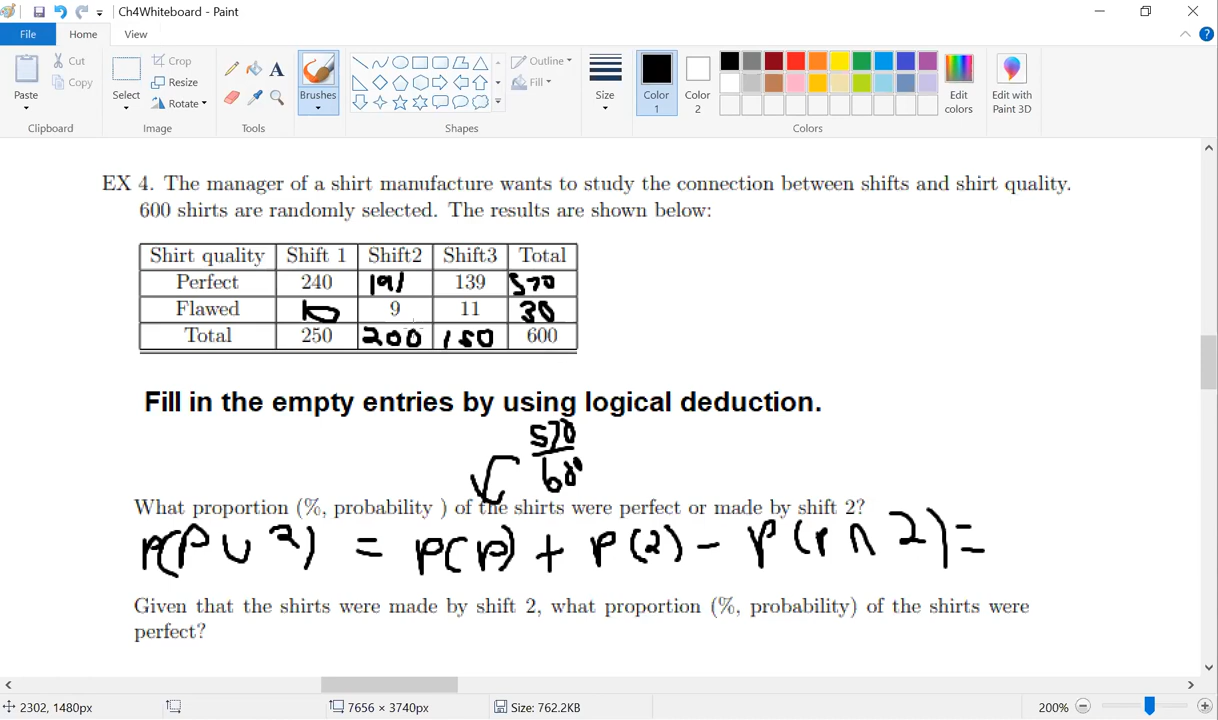 Ch4Whiteboard - Paint
File Home View
Paste
Cut
Copy
Clipboard
Select
Crop
Resize
Rotate
Image
Tools
Brushes
Outline
Fill
Shapes
Size
Color 1
Color 2
Edit colors
Colors
Edit with Paint 3D
EX 4. The manager of a shirt manufacture wants to study the connection between shifts and shirt quality.
600 shirts are randomly selected. The results are shown below:
Shirt quality Shift 1 Shift2 Shift3 Total
Perfect 240 191 139 570
Flawed 10 9 11 30
Total 250 200 150 600
Fill in the empty entries by using logical deduction.
570
600
What proportion (%, probability ) of the shirts were perfect or made by shift 2?
P(P ∪ 2) = P(P) + P(2) - P(P ∩ 2) =
Given that the shirts were made by shift 2, what proportion (%, probability) of the shirts were
perfect?
2302, 1480px 7656 × 3740px Size: 762.2KB 200%